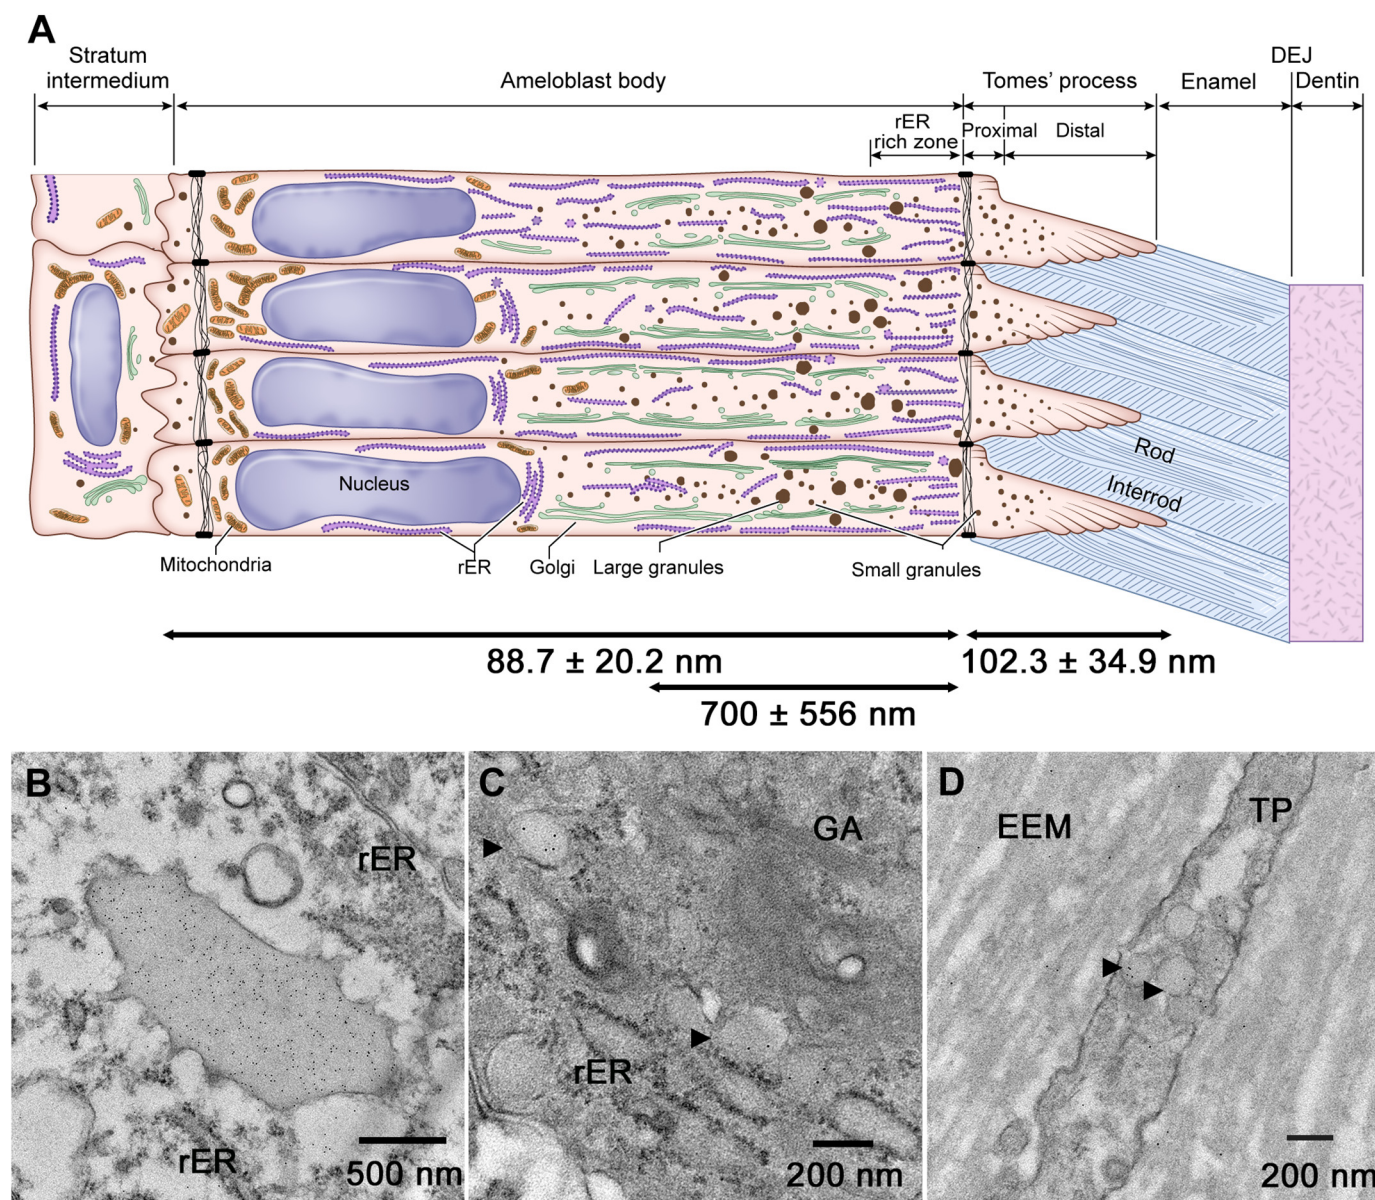 A
Stratum
intermedium
Ameloblast body
rER
rich zone
Tomes’ process
Proximal
Distal
Enamel
DEJ
Dentin
Nucleus
Rod
Interrod
Mitochondria
rER
Golgi
Large granules
Small granules
88.7 ± 20.2 nm
102.3 ± 34.9 nm
700 ± 556 nm
B
rER
rER
500 nm
C
GA
rER
200 nm
D
EEM
TP
200 nm